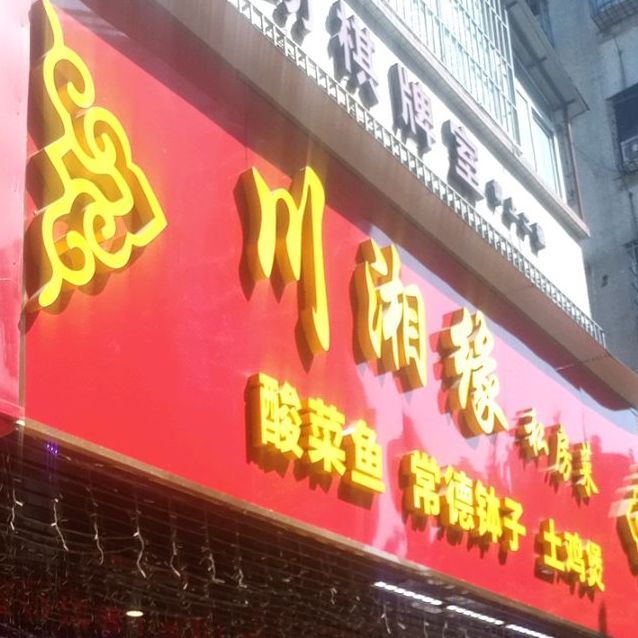 棋牌室
川湘缘私房菜
酸菜鱼 常德钵子 土鸡煲